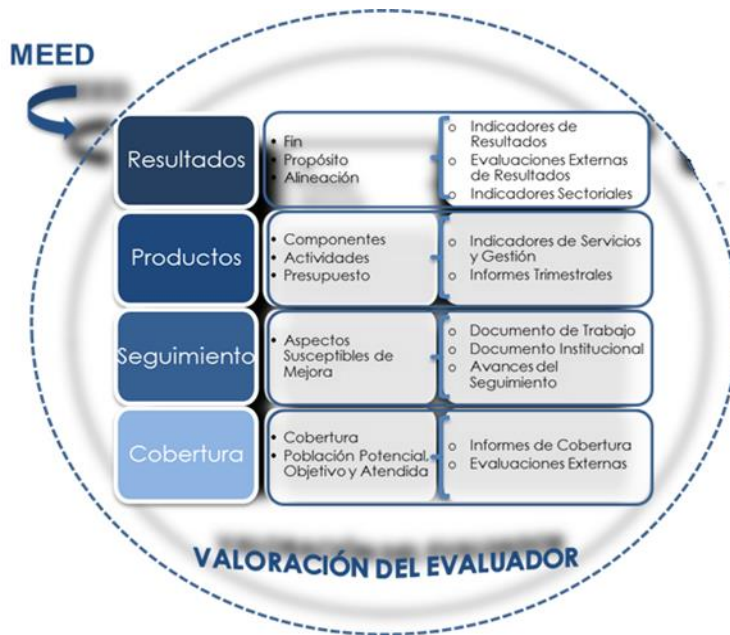 MEED
Resultados
• Fin
• Propósito
• Alineación
o Indicadores de
Resultados
o Evaluaciones Externas
de Resultados
o Indicadores Sectoriales
Productos
• Componentes
• Actividades
• Presupuesto
o Indicadores de Servicios
y Gestión
o Informes Trimestrales
Seguimiento
• Aspectos
Susceptibles de
Mejora
o Documento de Trabajo
o Documento Institucional
o Avances del
Seguimiento
Cobertura
• Cobertura
• Población Potencial,
Objetivo y Atendida
o Informes de Cobertura
o Evaluaciones Externas
VALORACIÓN DEL EVALUADOR